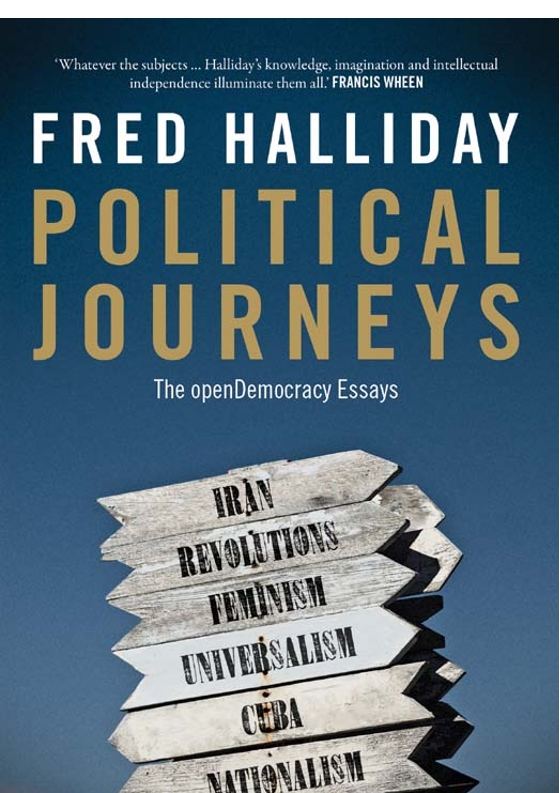 ‘Whatever the subjects ... Halliday’s knowledge, imagination and intellectual
independence illuminate them all.’ FRANCIS WHEEN
FRED HALLIDAY
POLITICAL
JOURNEYS
The openDemocracy Essays
IRAN
REVOLUTIONS
FEMINISM
UNIVERSALISM
CUBA
NATIONALISM